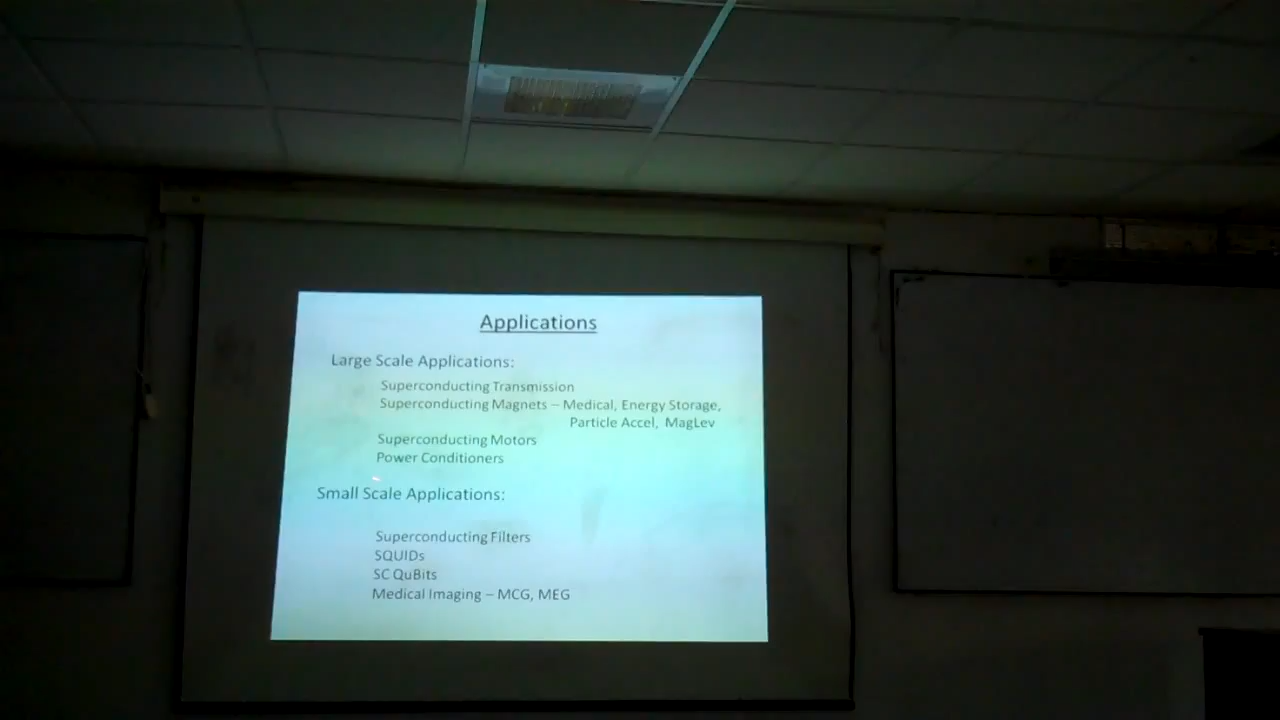 Applications
Large Scale Applications:
Superconducting Transmission
Superconducting Magnets – Medical, Energy Storage,
Particle Accel, MagLev
Superconducting Motors
Power Conditioners
Small Scale Applications:
Superconducting Filters
SQUIDs
SC QuBits
Medical Imaging – MCG, MEG